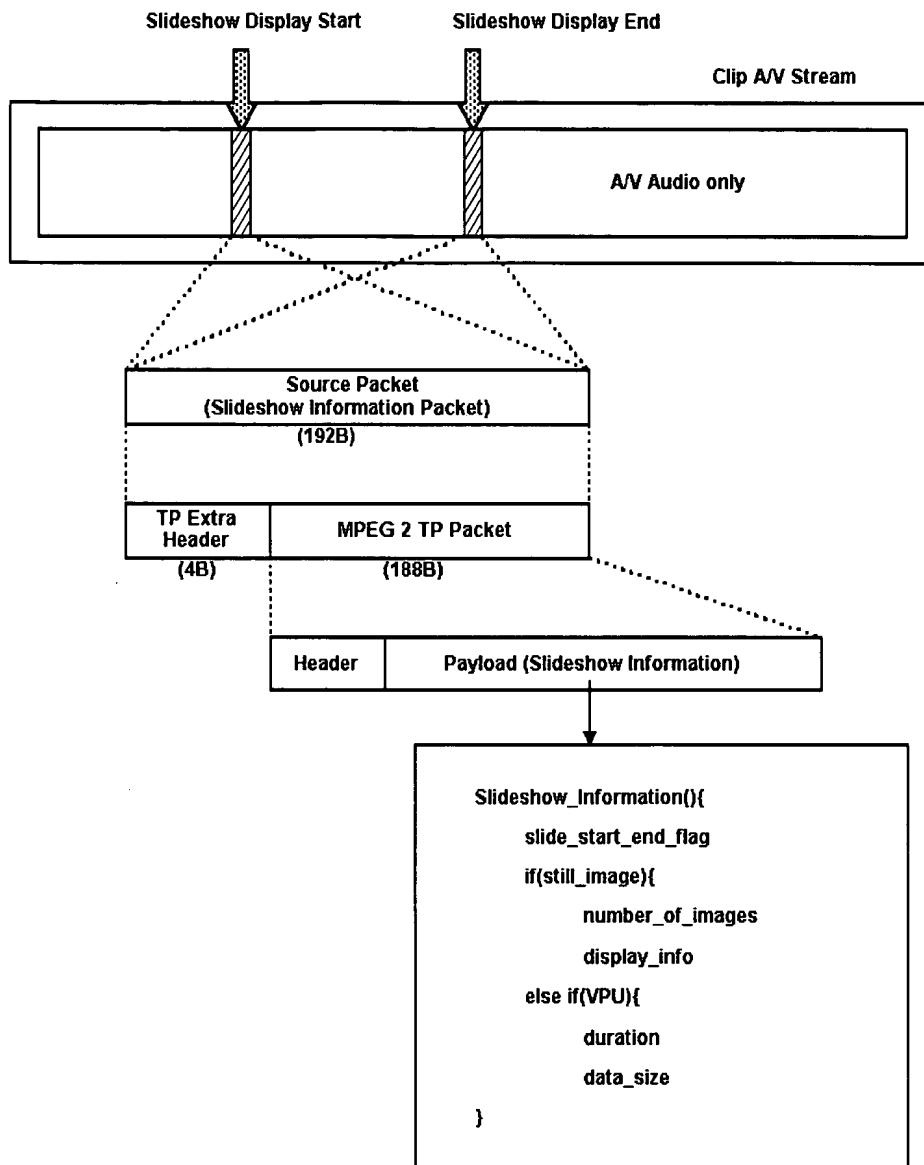 Slideshow Display Start
Slideshow Display End
Clip A/V Stream
A/V Audio only
Source Packet
(Slideshow Information Packet)
(192B)
TP Extra
Header
MPEG 2 TP Packet
(4B)
(188B)
Header
Payload (Slideshow Information)
Slideshow_Information(){
slide_start_end_flag
if(still_image){
number_of_images
display_info
else if(VPU){
duration
data_size
}